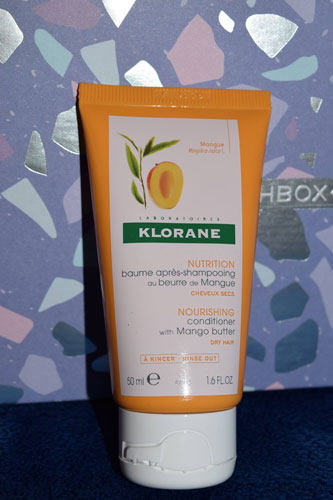 Mangue
LABORATOIRES
KLORANE
HBOX
NUTRITION
baume après-shampooing
au beurre de Mangue
CHEVEUX SECS
NOURISHING
conditioner
with Mango butter
DRY HAIR
À RINCER RINSE OUT
50 ml e 1.6 FL.OZ